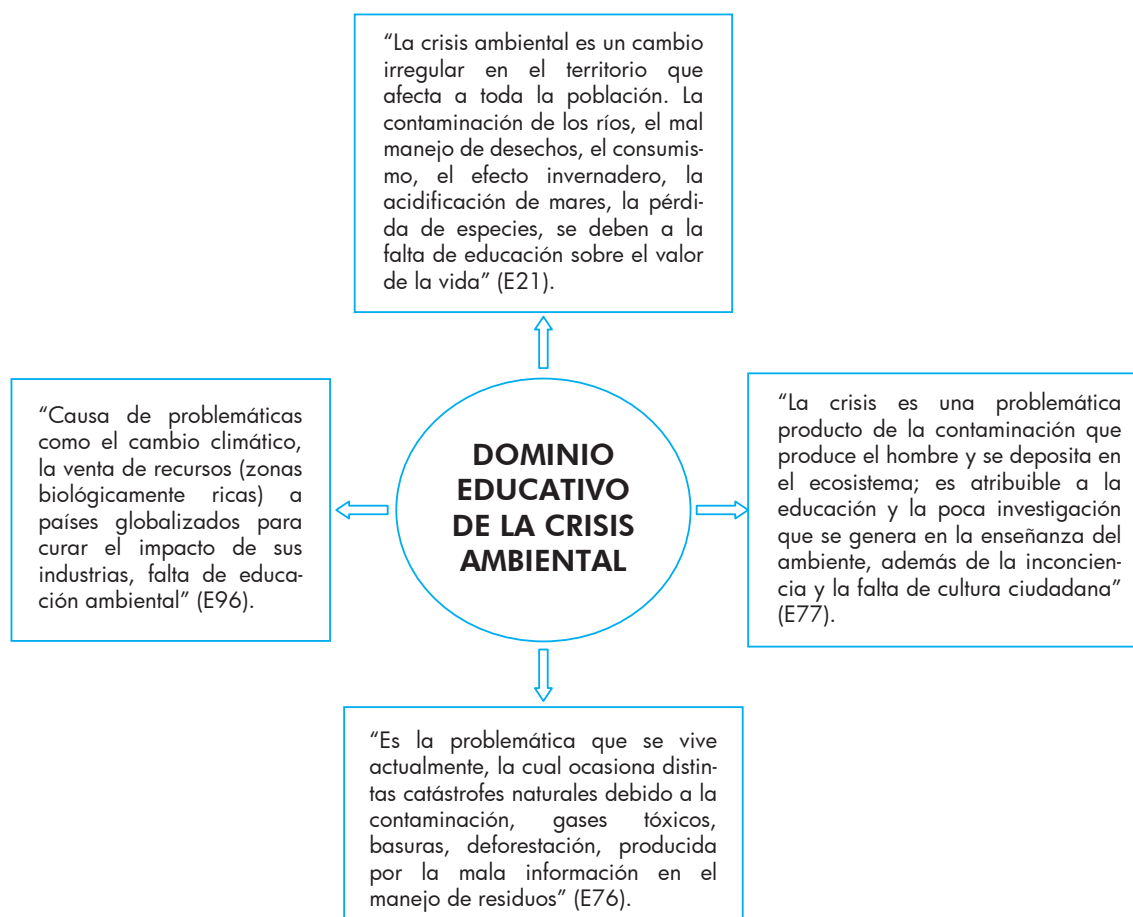 “La crisis ambiental es un cambio
irregular en el territorio que
afecta a toda la población. La
contaminación de los ríos, el mal
manejo de desechos, el consumis-
mo, el efecto invernadero, la
acidificación de mares, la pérdi-
da de especies, se deben a la
falta de educación sobre el valor
de la vida” (E21).
“Causa de problemáticas
como el cambio climático,
la venta de recursos (zonas
biológicamente ricas) a
países globalizados para
curar el impacto de sus
industrias, falta de educa-
ción ambiental” (E96).
DOMINIO
EDUCATIVO
DE LA CRISIS
AMBIENTAL
“La crisis es una problemática
producto de la contaminación que
produce el hombre y se deposita en
el ecosistema; es atribuible a la
educación y la poca investigación
que se genera en la enseñanza del
ambiente, además de la inconcien-
cia y la falta de cultura ciudadana”
(E77).
“Es la problemática que se vive
actualmente, la cual ocasiona distin-
tas catástrofes naturales debido a la
contaminación, gases tóxicos,
basuras, deforestación, producida
por la mala información en el
manejo de residuos” (E76).